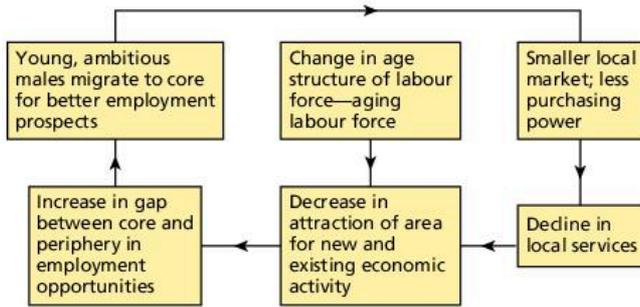 Young, ambitious
males migrate to core
for better employment
prospects
Change in age
structure of labour
force—aging
labour force
Smaller local
market; less
purchasing
power
Increase in gap
between core and
periphery in
employment
opportunities
Decrease in
attraction of area
for new and
existing economic
activity
Decline in
local services